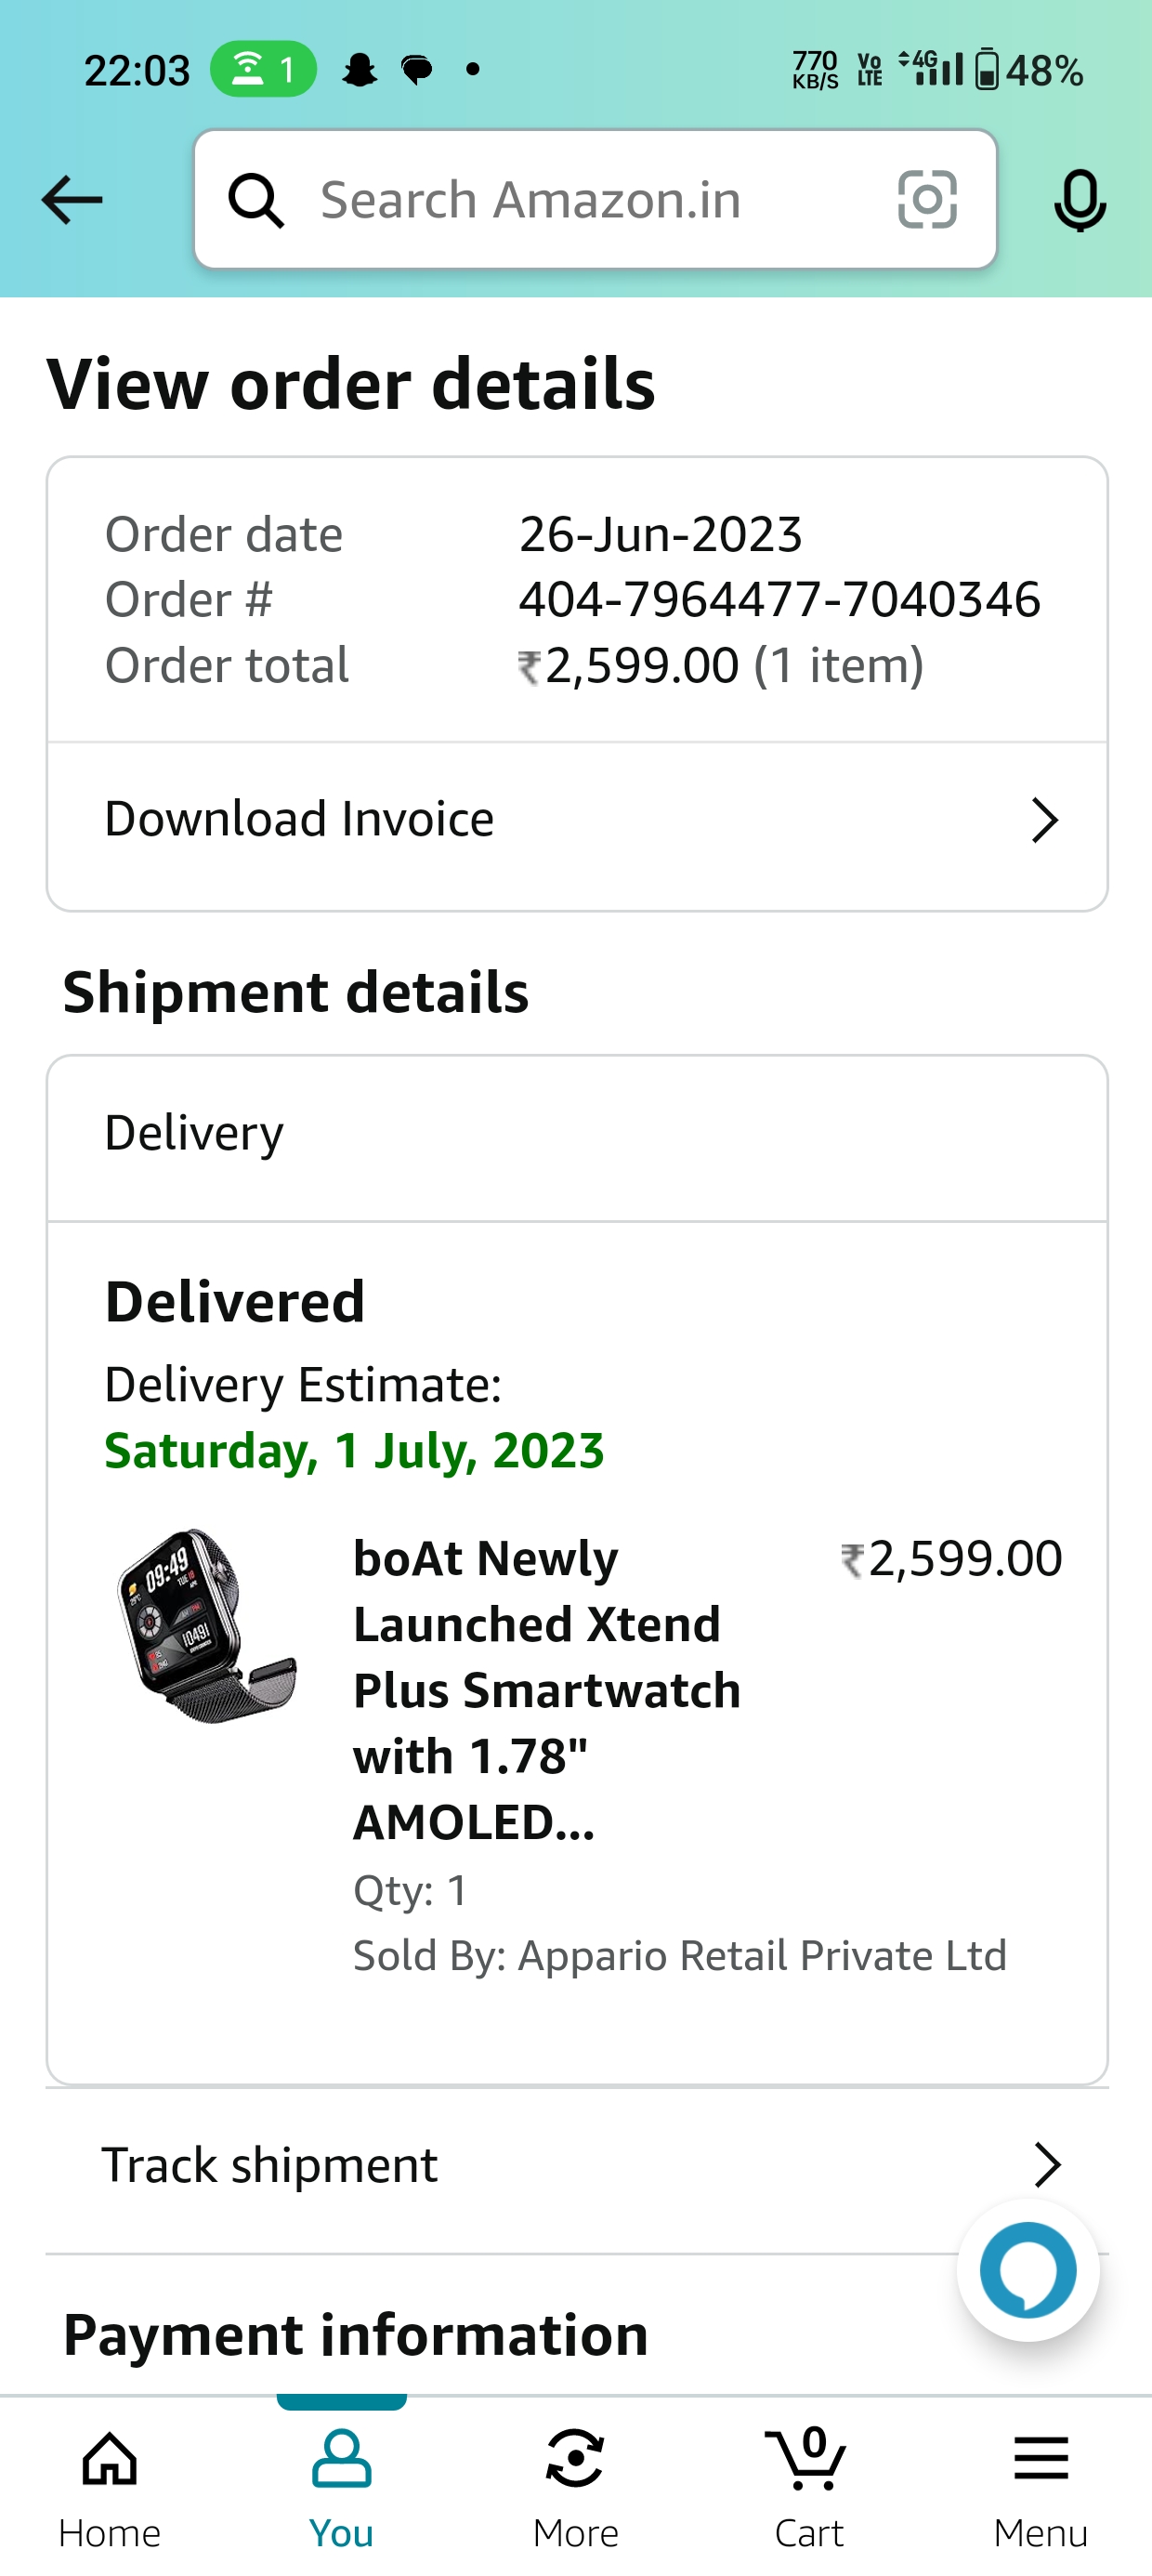 22:03 1 770 KB/S Vo LTE 4G 48%
Search Amazon.in
View order details
Order date 26-Jun-2023
Order # 404-7964477-7040346
Order total ₹2,599.00 (1 item)
Download Invoice
Shipment details
Delivery
Delivered
Delivery Estimate:
Saturday, 1 July, 2023
09:49
boAt Newly ₹2,599.00
Launched Xtend
Plus Smartwatch
with 1.78"
AMOLED...
Qty: 1
Sold By: Appario Retail Private Ltd
Track shipment
Payment information
0
Home You More Cart Menu